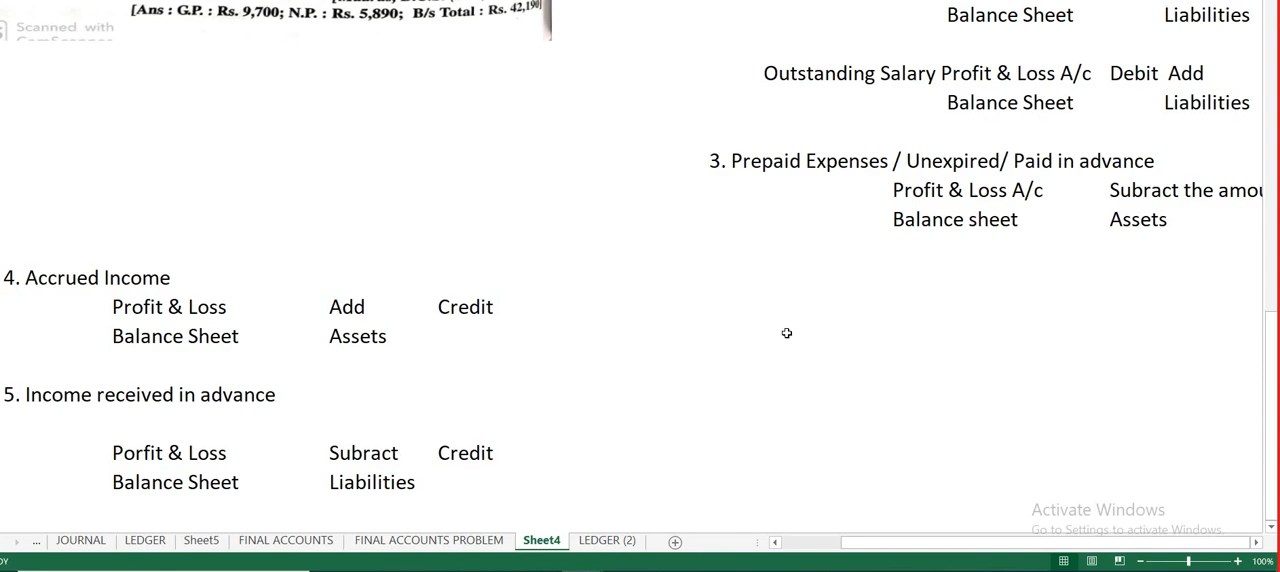 [Ans : G.P. : Rs. 9,700; N.P. : Rs. 5,890; B/s Total : Rs. 42,190]
Scanned with
Balance Sheet Liabilities
Outstanding Salary Profit & Loss A/c Debit Add
Balance Sheet Liabilities
3. Prepaid Expenses / Unexpired/ Paid in advance
Profit & Loss A/c Subract the amou
Balance sheet Assets
4. Accrued Income
Profit & Loss Add Credit
Balance Sheet Assets
5. Income received in advance
Porfit & Loss Subract Credit
Balance Sheet Liabilities
Activate Windows
Go to Settings to activate Windows.
... JOURNAL LEDGER Sheet5 FINAL ACCOUNTS FINAL ACCOUNTS PROBLEM Sheet4 LEDGER (2)
100%